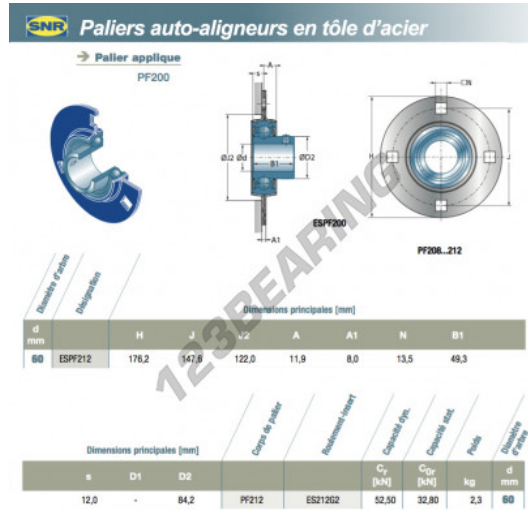 SNR Paliers auto-aligneurs en tôle d'acier
Palier applique
PF200
A
s
ØJ2 Ød B1 ØD2
A1
ESPF200
□N
H
J
PF208...212
123BEARING
Diamètre d'arbre
Désignation
Dimensions principales [mm]
d mm H J J2 A A1 N B1
60 ESPF212 176,2 147,6 122,0 11,9 8,0 13,5 49,3
Corps de palier
Roulement-insert
Capacité dyn.
Capacité stat.
Poids
Diamètre d'arbre
Dimensions principales [mm]
s D1 D2 Cr [kN] C0r [kN] kg d mm
12,0 - 84,2 PF212 ES212G2 52,50 32,80 2,3 60